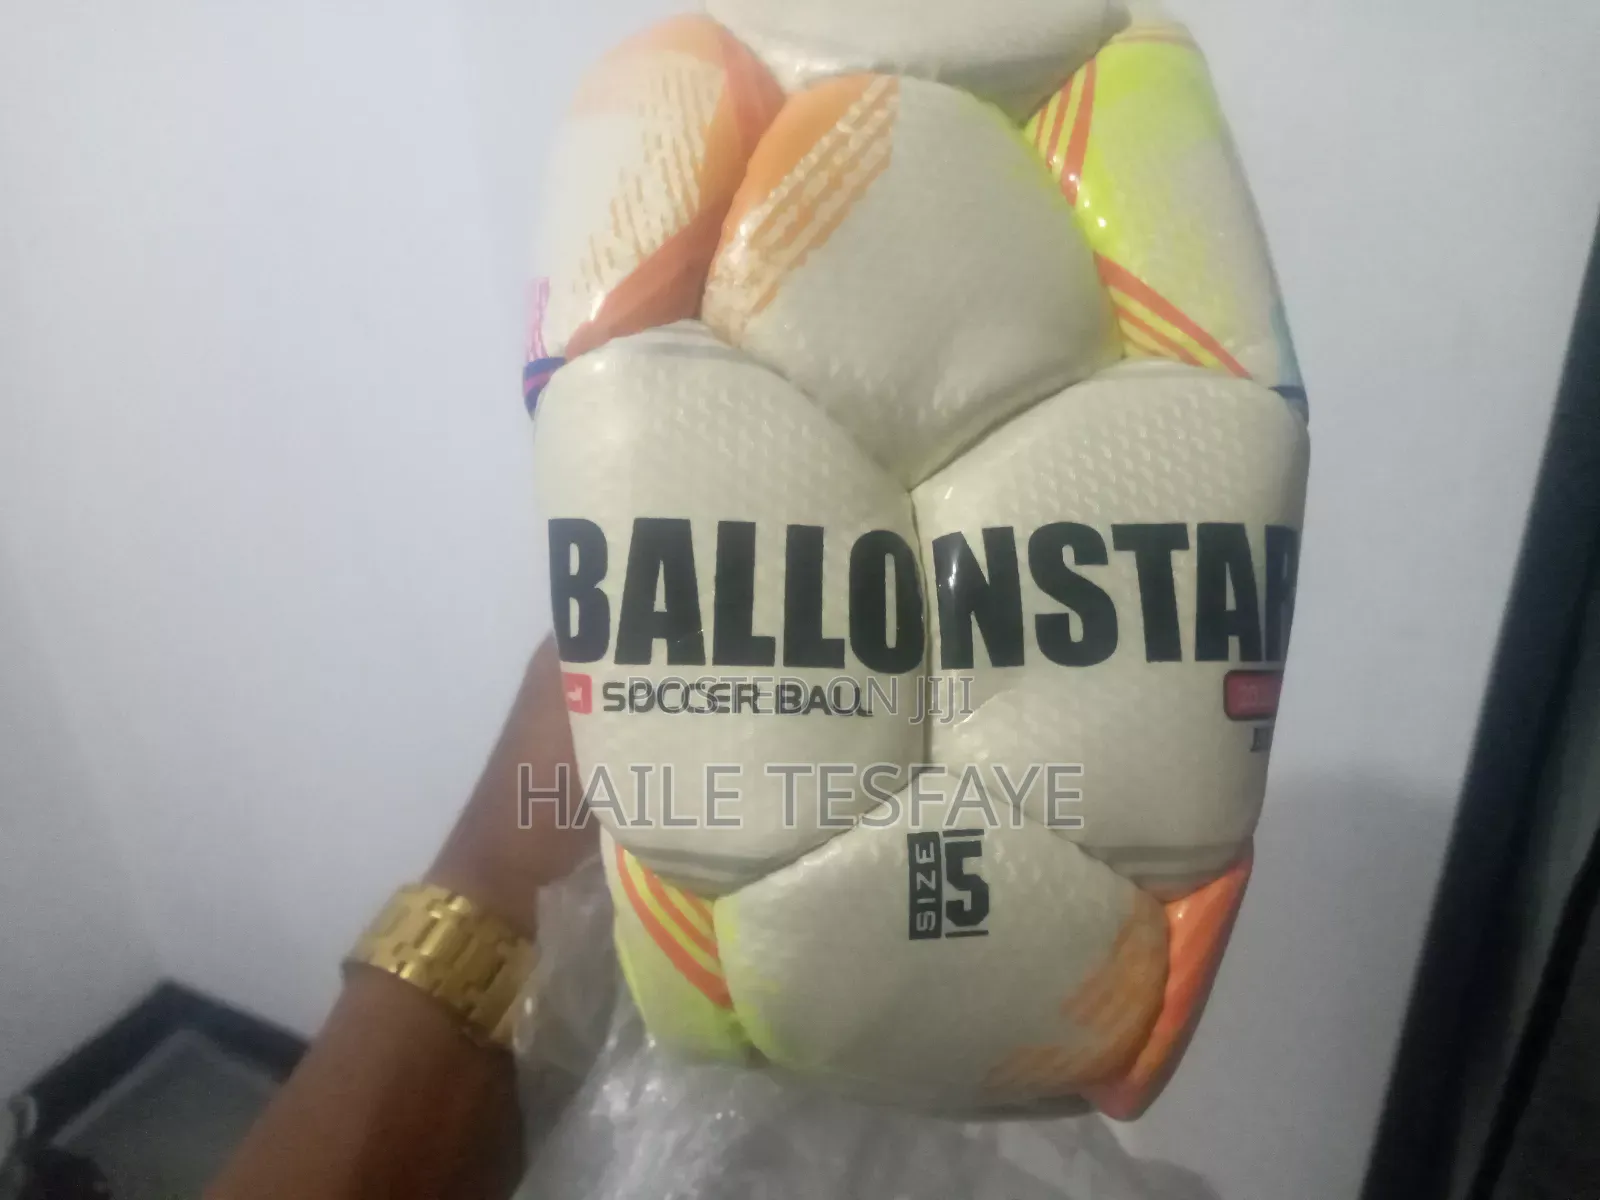 BALLONSTAR
SOCCER BALL
POSTED ON JIJI
HAILE TESFAYE
SIZE 5